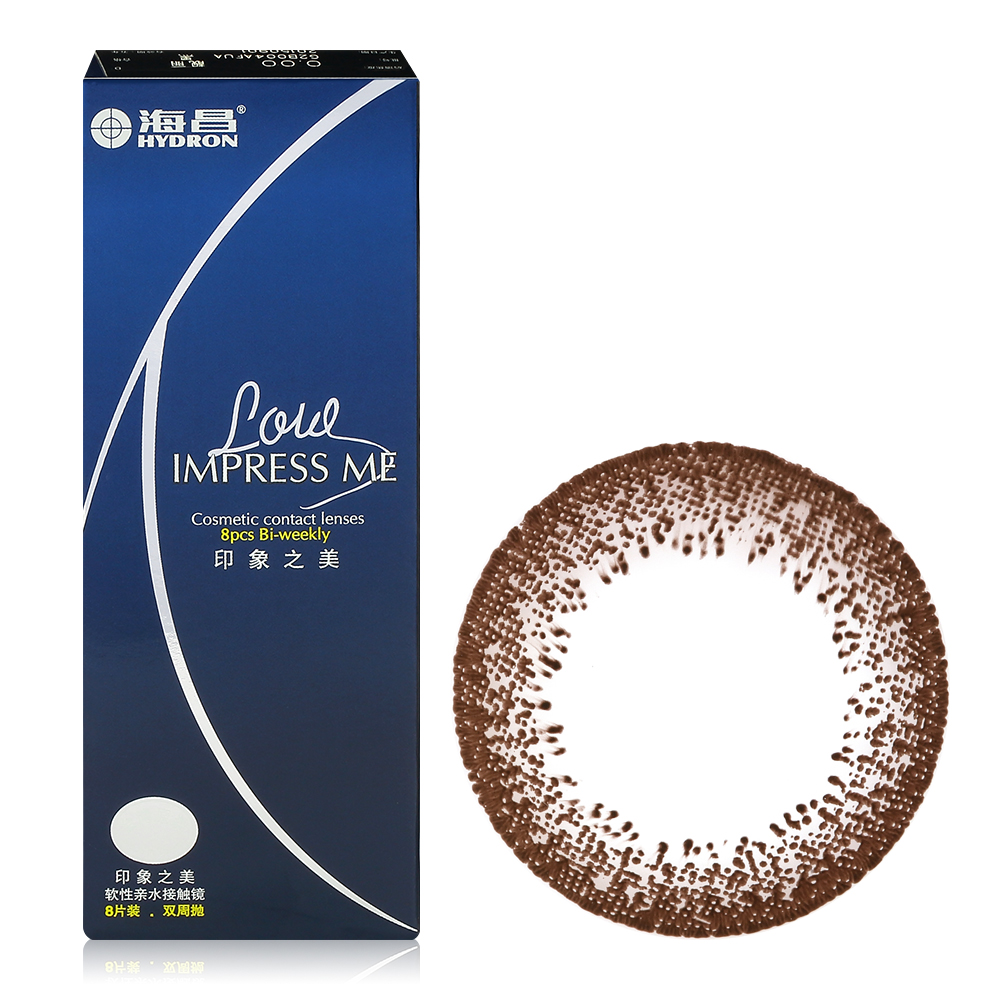 海昌®
HYDRON
Love
IMPRESS ME
Cosmetic contact lenses
8pcs Bi-weekly
印象之美
印象之美
软性亲水接触镜
8片装 . 双周抛